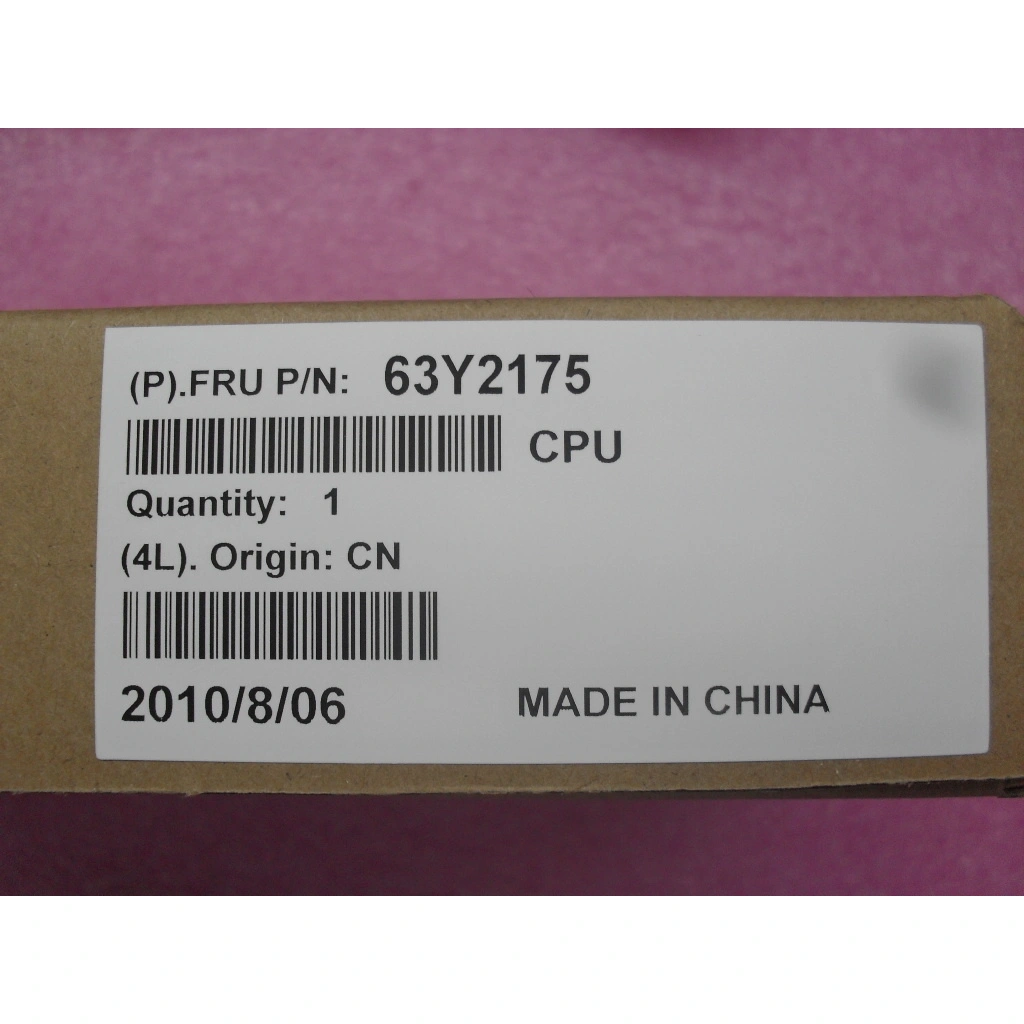 (P).FRU P/N: 63Y2175
CPU
Quantity: 1
(4L). Origin: CN
2010/8/06 MADE IN CHINA